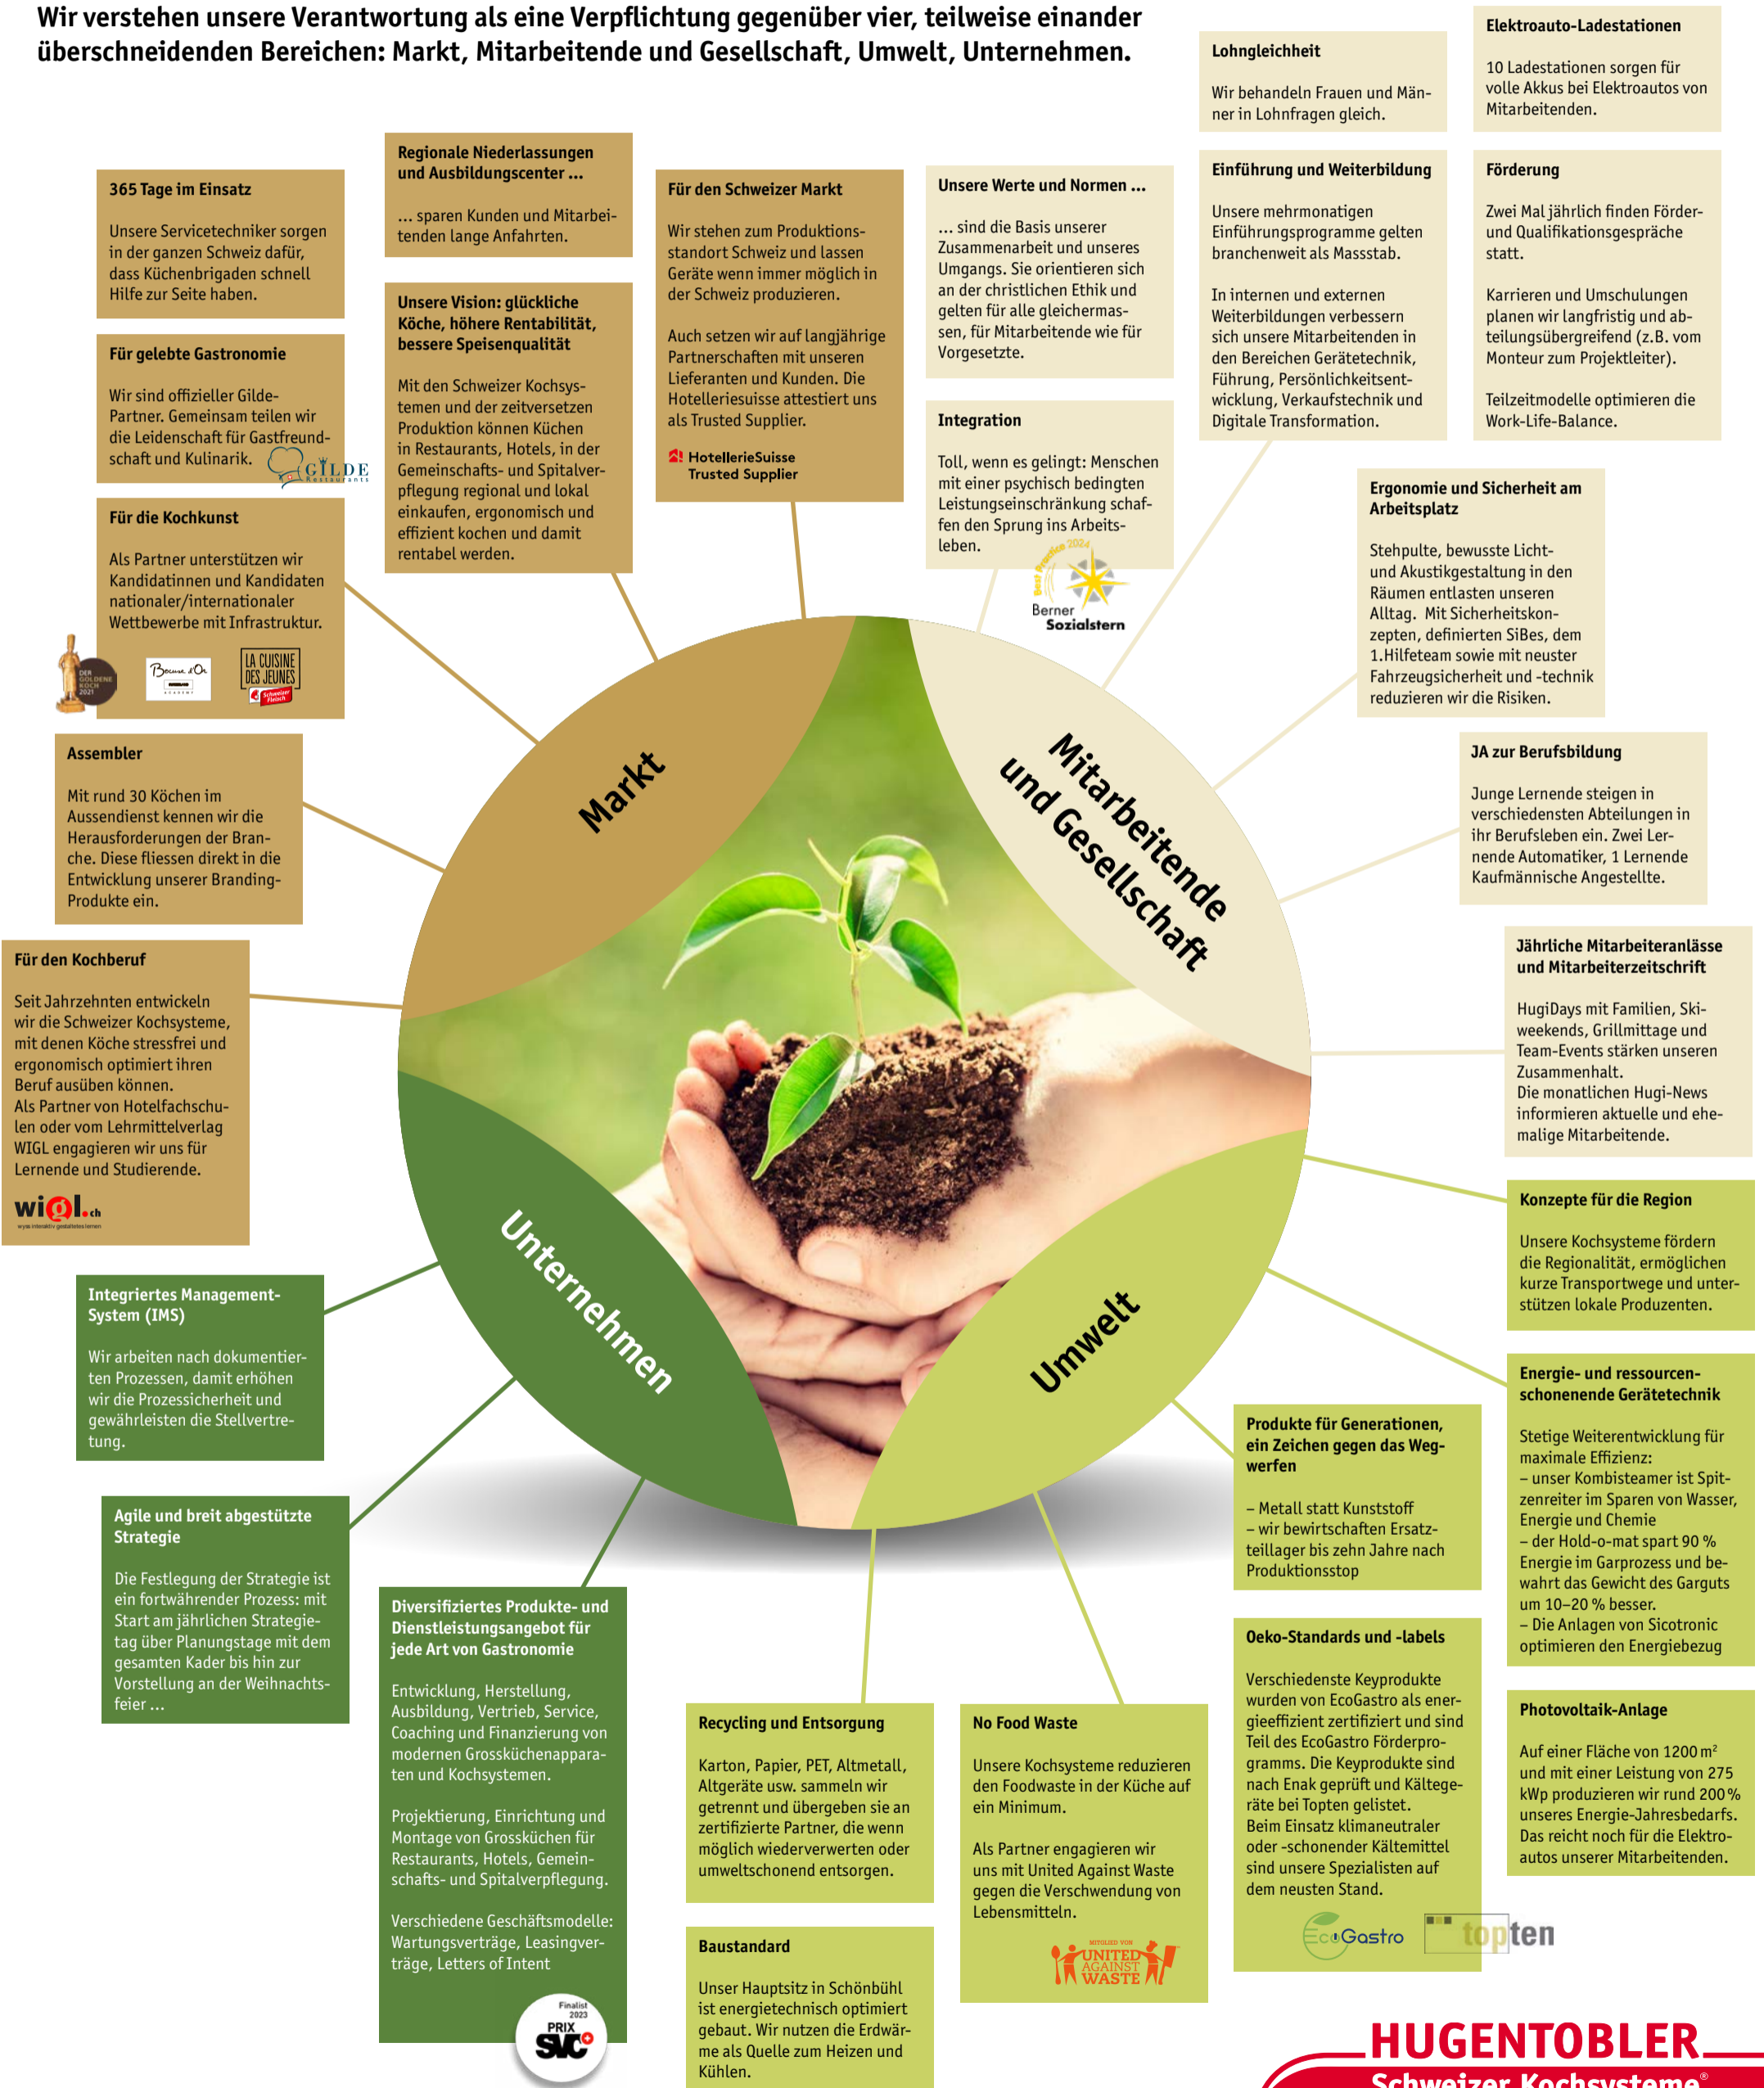 Wir verstehen unsere Verantwortung als eine Verpflichtung gegenüber vier, teilweise einander
überschneidenden Bereichen: Markt, Mitarbeitende und Gesellschaft, Umwelt, Unternehmen.
365 Tage im Einsatz
Unsere Servicetechniker sorgen
in der ganzen Schweiz dafür,
dass Küchenbrigaden schnell
Hilfe zur Seite haben.
Für gelebte Gastronomie
Wir sind offizieller Gilde-
Partner. Gemeinsam teilen wir
die Leidenschaft für Gastfreund-
schaft und Kulinarik.
GILDE
Restaurants
Für die Kochkunst
Als Partner unterstützen wir
Kandidatinnen und Kandidaten
nationaler/internationaler
Wettbewerbe mit Infrastruktur.
DER
GOLDENE
KOCH
2021
Bocuse d'Or
ACADEMY
LA CUISINE
DES JEUNES
Schweizer
Fleisch
Assembler
Mit rund 30 Köchen im
Aussendienst kennen wir die
Herausforderungen der Bran-
che. Diese fliessen direkt in die
Entwicklung unserer Branding-
Produkte ein.
Für den Kochberuf
Seit Jahrzehnten entwickeln
wir die Schweizer Kochsysteme,
mit denen Köche stressfrei und
ergonomisch optimiert ihren
Beruf ausüben können.
Als Partner von Hotelfachschu-
len oder vom Lehrmittelverlag
WIGL engagieren wir uns für
Lernende und Studierende.
wigl.ch
wyss interaktiv gestaltetes lernen
Regionale Niederlassungen
und Ausbildungscenter ...
... sparen Kunden und Mitarbei-
tenden lange Anfahrten.
Unsere Vision: glückliche
Köche, höhere Rentabilität,
bessere Speisenqualität
Mit den Schweizer Kochsys-
temen und der zeitversetzen
Produktion können Küchen
in Restaurants, Hotels, in der
Gemeinschafts- und Spitalver-
pflegung regional und lokal
einkaufen, ergonomisch und
effizient kochen und damit
rentabel werden.
Für den Schweizer Markt
Wir stehen zum Produktions-
standort Schweiz und lassen
Geräte wenn immer möglich in
der Schweiz produzieren.
Auch setzen wir auf langjährige
Partnerschaften mit unseren
Lieferanten und Kunden. Die
Hotelleriesuisse attestiert uns
als Trusted Supplier.
HotellerieSuisse
Trusted Supplier
Unsere Werte und Normen ...
... sind die Basis unserer
Zusammenarbeit und unseres
Umgangs. Sie orientieren sich
an der christlichen Ethik und
gelten für alle gleichermas-
sen, für Mitarbeitende wie für
Vorgesetzte.
Integration
Toll, wenn es gelingt: Menschen
mit einer psychisch bedingten
Leistungseinschränkung schaf-
fen den Sprung ins Arbeits-
leben.
Best Practice 2024
Berner
Sozialstern
Lohngleichheit
Wir behandeln Frauen und Män-
ner in Lohnfragen gleich.
Elektroauto-Ladestationen
10 Ladestationen sorgen für
volle Akkus bei Elektroautos von
Mitarbeitenden.
Einführung und Weiterbildung
Unsere mehrmonatigen
Einführungsprogramme gelten
branchenweit als Massstab.
In internen und externen
Weiterbildungen verbessern
sich unsere Mitarbeitenden in
den Bereichen Gerätetechnik,
Führung, Persönlichkeitsent-
wicklung, Verkaufstechnik und
Digitale Transformation.
Förderung
Zwei Mal jährlich finden Förder-
und Qualifikationsgespräche
statt.
Karrieren und Umschulungen
planen wir langfristig und ab-
teilungsübergreifend (z.B. vom
Monteur zum Projektleiter).
Teilzeitmodelle optimieren die
Work-Life-Balance.
Ergonomie und Sicherheit am
Arbeitsplatz
Stehpulte, bewusste Licht-
und Akustikgestaltung in den
Räumen entlasten unseren
Alltag. Mit Sicherheitskon-
zepten, definierten SiBes, dem
1.Hilfeteam sowie mit neuster
Fahrzeugsicherheit und -technik
reduzieren wir die Risiken.
JA zur Berufsbildung
Junge Lernende steigen in
verschiedensten Abteilungen in
ihr Berufsleben ein. Zwei Ler-
nende Automatiker, 1 Lernende
Kaufmännische Angestellte.
Jährliche Mitarbeiteranlässe
und Mitarbeiterzeitschrift
HugiDays mit Familien, Ski-
weekends, Grillmittage und
Team-Events stärken unseren
Zusammenhalt.
Die monatlichen Hugi-News
informieren aktuelle und ehe-
malige Mitarbeitende.
Markt
Mitarbeitende
und Gesellschaft
Unternehmen
Umwelt
Integriertes Management-
System (IMS)
Wir arbeiten nach dokumentier-
ten Prozessen, damit erhöhen
wir die Prozessicherheit und
gewährleisten die Stellvertre-
tung.
Agile und breit abgestützte
Strategie
Die Festlegung der Strategie ist
ein fortwährender Prozess: mit
Start am jährlichen Strategie-
tag über Planungstage mit dem
gesamten Kader bis hin zur
Vorstellung an der Weihnachts-
feier ...
Diversifiziertes Produkte- und
Dienstleistungsangebot für
jede Art von Gastronomie
Entwicklung, Herstellung,
Ausbildung, Vertrieb, Service,
Coaching und Finanzierung von
modernen Grossküchenappara-
ten und Kochsystemen.
Projektierung, Einrichtung und
Montage von Grossküchen für
Restaurants, Hotels, Gemein-
schafts- und Spitalverpflegung.
Verschiedene Geschäftsmodelle:
Wartungsverträge, Leasingver-
träge, Letters of Intent
Finalist
2023
PRIX
SVC
Recycling und Entsorgung
Karton, Papier, PET, Altmetall,
Altgeräte usw. sammeln wir
getrennt und übergeben sie an
zertifizierte Partner, die wenn
möglich wiederverwerten oder
umweltschonend entsorgen.
Baustandard
Unser Hauptsitz in Schönbühl
ist energietechnisch optimiert
gebaut. Wir nutzen die Erdwär-
me als Quelle zum Heizen und
Kühlen.
No Food Waste
Unsere Kochsysteme reduzieren
den Foodwaste in der Küche auf
ein Minimum.
Als Partner engagieren wir
uns mit United Against Waste
gegen die Verschwendung von
Lebensmitteln.
MITGLIED VON
UNITED
AGAINST
WASTE
Produkte für Generationen,
ein Zeichen gegen das Weg-
werfen
– Metall statt Kunststoff
– wir bewirtschaften Ersatz-
teillager bis zehn Jahre nach
Produktionsstop
Oeko-Standards und -labels
Verschiedenste Keyprodukte
wurden von EcoGastro als ener-
gieeffizient zertifiziert und sind
Teil des EcoGastro Förderpro-
gramms. Die Keyprodukte sind
nach Enak geprüft und Kältege-
räte bei Topten gelistet.
Beim Einsatz klimaneutraler
oder -schonender Kältemittel
sind unsere Spezialisten auf
dem neusten Stand.
EcoGastro
topten
Konzepte für die Region
Unsere Kochsysteme fördern
die Regionalität, ermöglichen
kurze Transportwege und unter-
stützen lokale Produzenten.
Energie- und ressourcen-
schonenende Gerätetechnik
Stetige Weiterentwicklung für
maximale Effizienz:
– unser Kombisteamer ist Spit-
zenreiter im Sparen von Wasser,
Energie und Chemie
– der Hold-o-mat spart 90 %
Energie im Garprozess und be-
wahrt das Gewicht des Garguts
um 10–20 % besser.
– Die Anlagen von Sicotronic
optimieren den Energiebezug
Photovoltaik-Anlage
Auf einer Fläche von 1200 m²
und mit einer Leistung von 275
kWp produzieren wir rund 200 %
unseres Energie-Jahresbedarfs.
Das reicht noch für die Elektro-
autos unserer Mitarbeitenden.
HUGENTOBLER
Schweizer Kochsysteme®